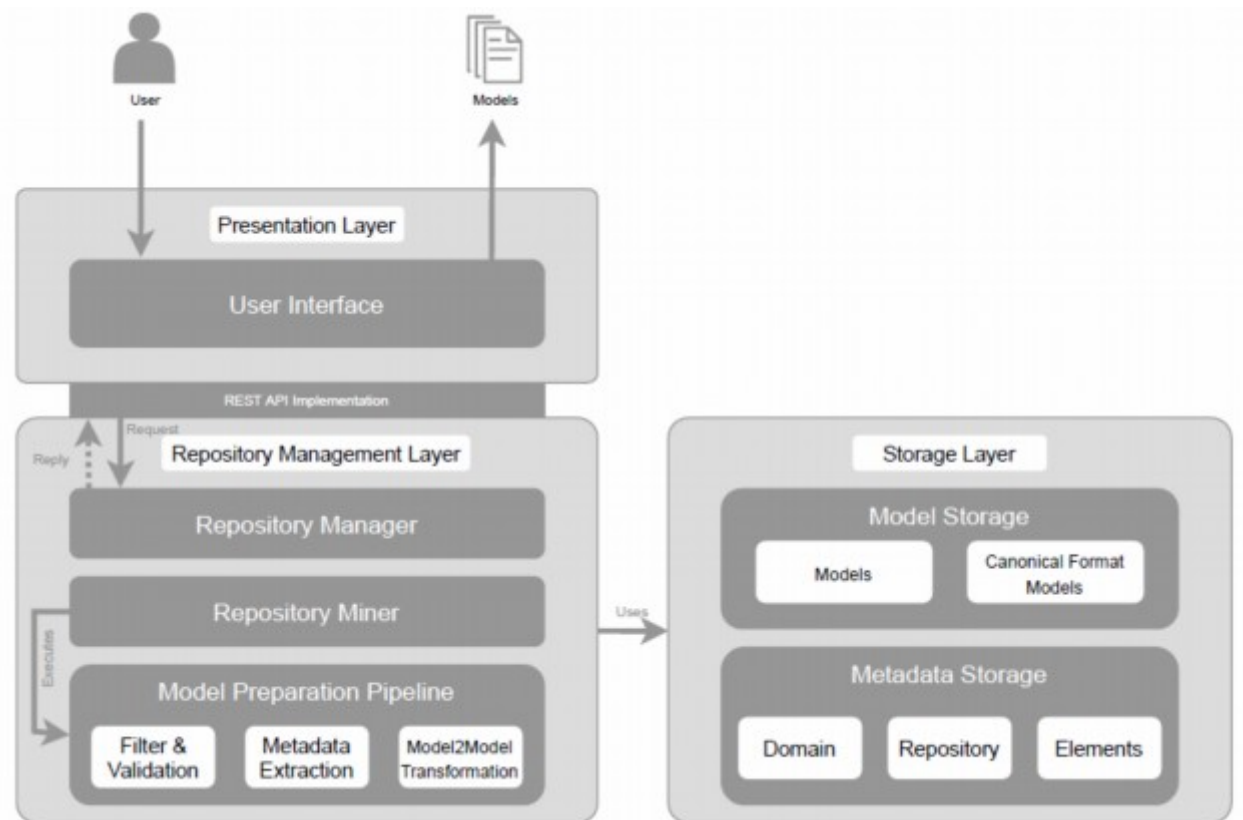 User
Models
Presentation Layer
User Interface
REST API Implementation
Request
Reply
Repository Management Layer
Repository Manager
Repository Miner
Executes
Model Preparation Pipeline
Filter &
Validation
Metadata
Extraction
Model2Model
Transformation
Uses
Storage Layer
Model Storage
Models
Canonical Format
Models
Metadata Storage
Domain
Repository
Elements